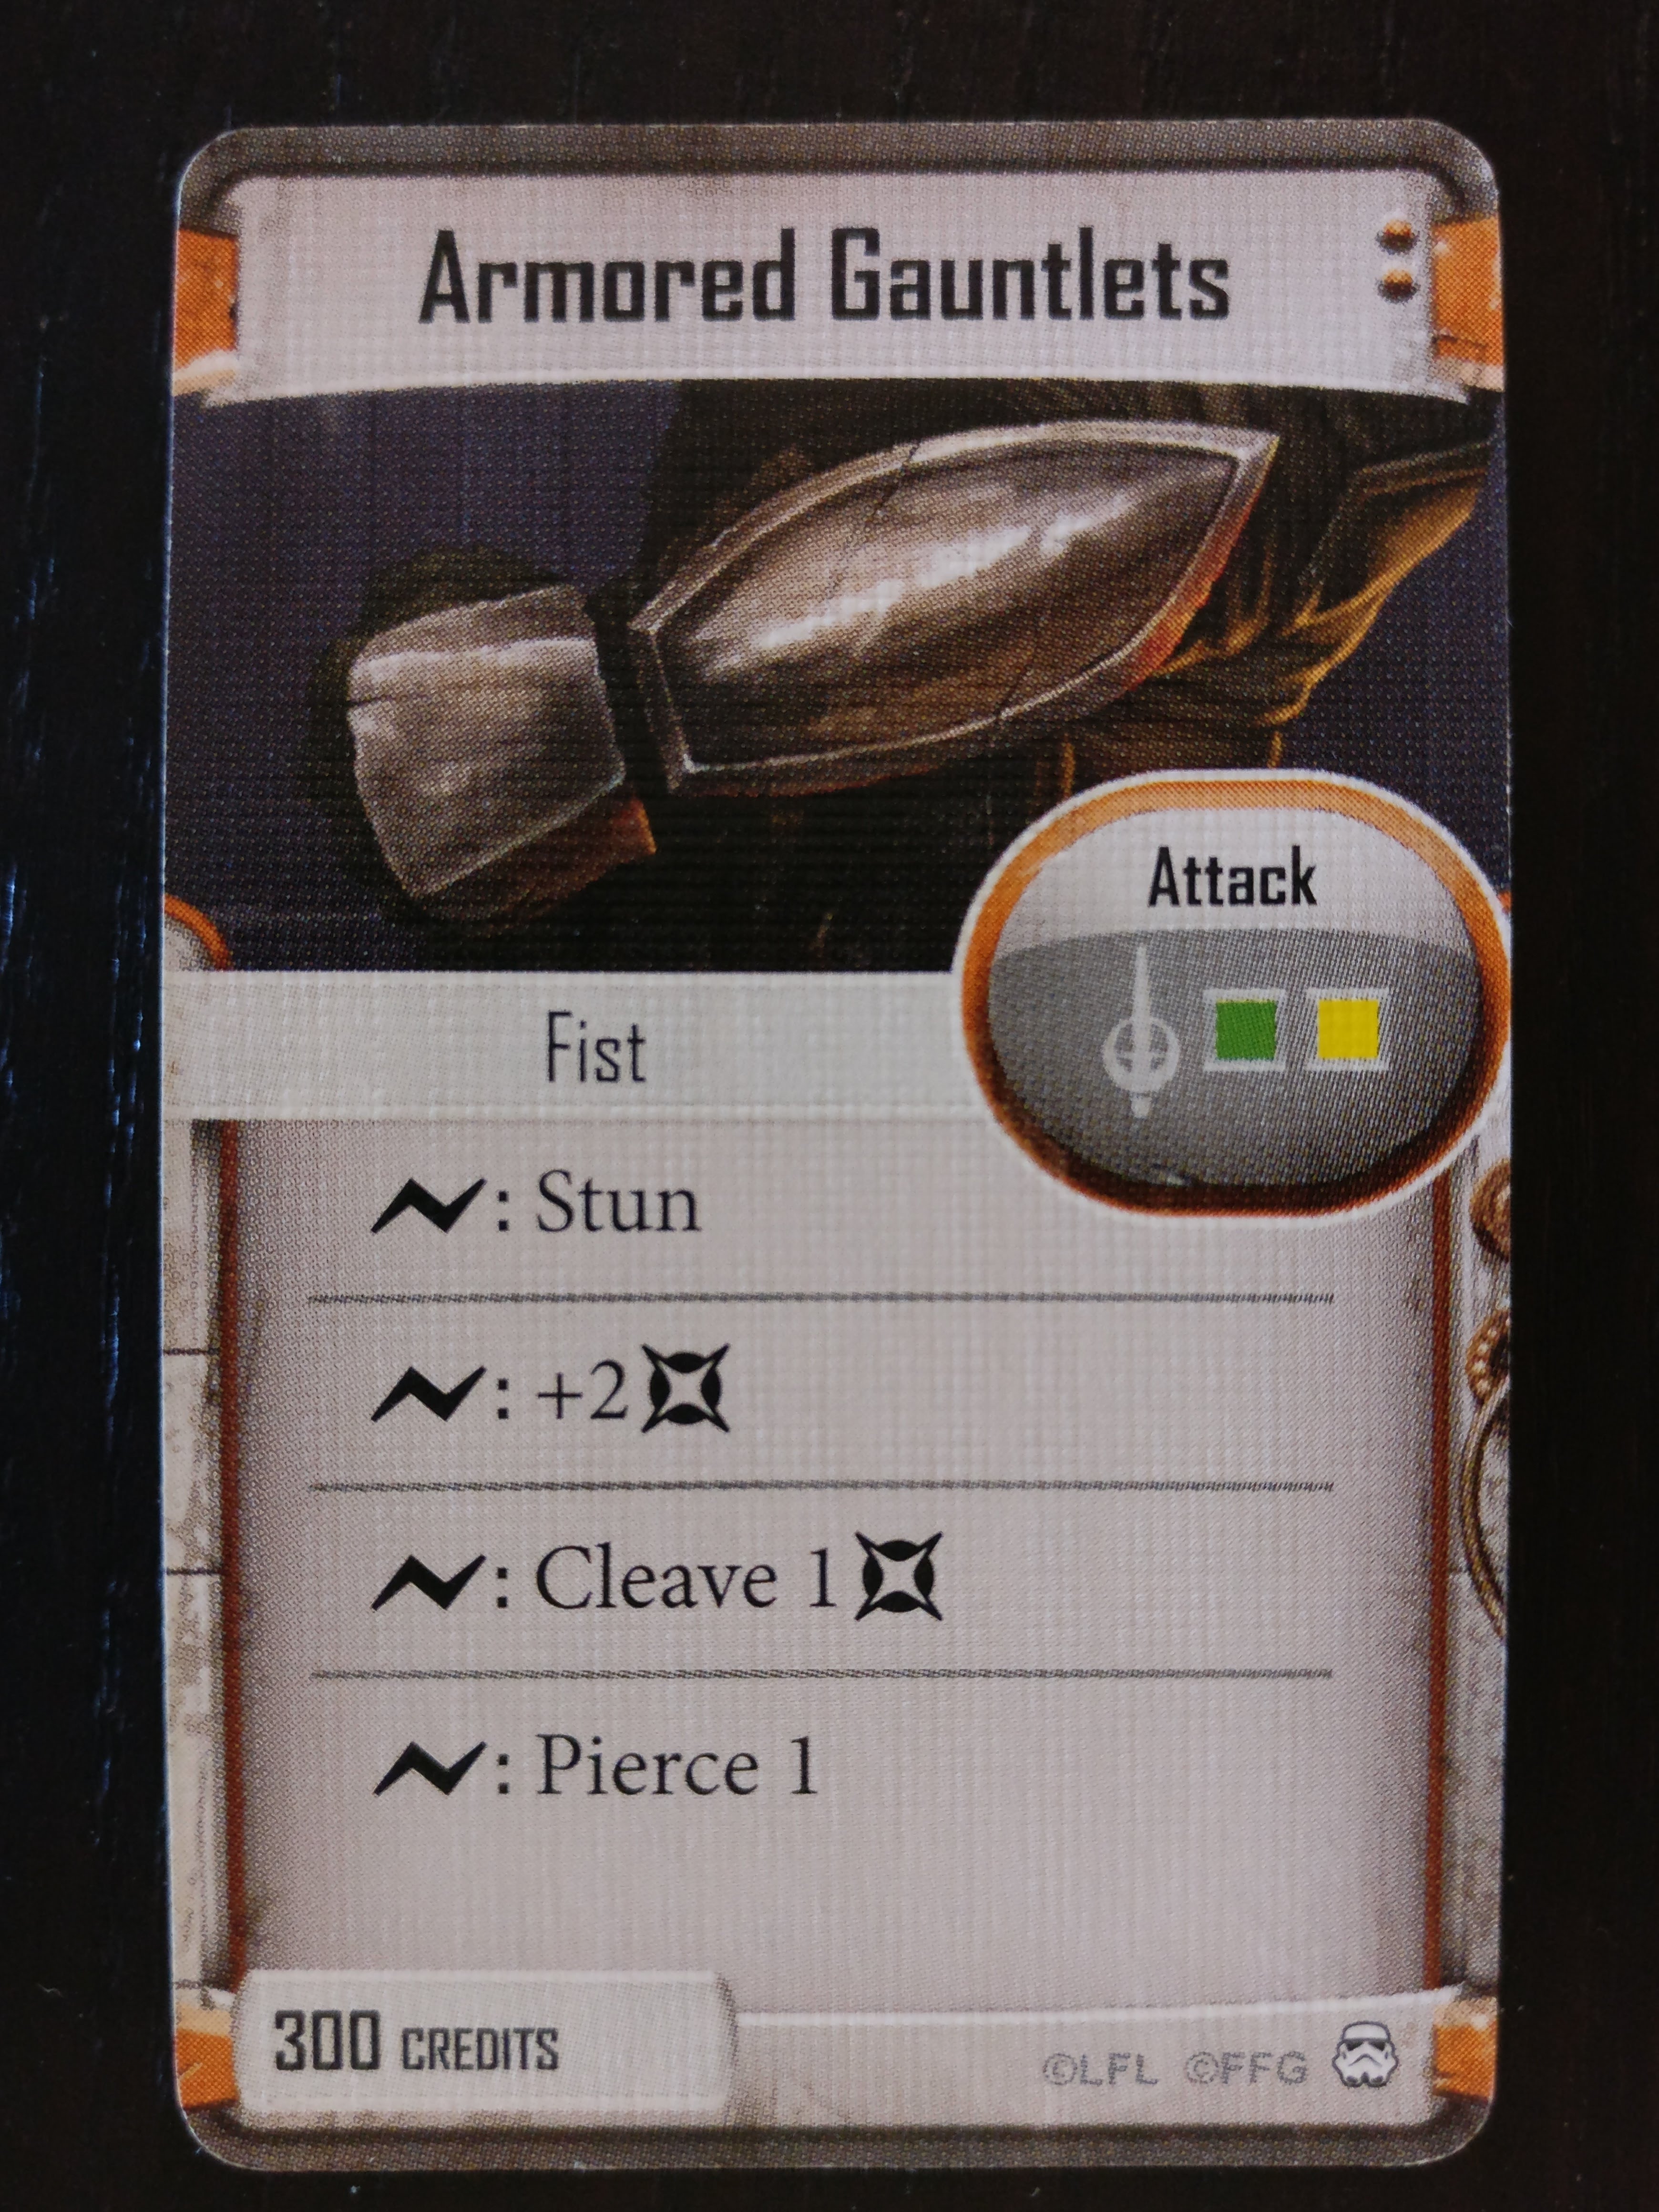 Armored Gauntlets
Attack
Fist
: Stun
: +2
: Cleave 1
: Pierce 1
300 CREDITS
©LFL ©FFG